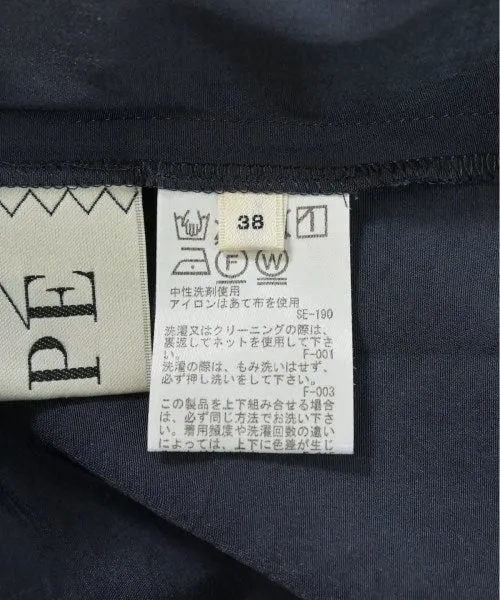 38
F
W
中性洗剤使用
アイロンはあて布を使用
SE-190
洗濯又はクリーニングの際は、
裏返してネットを使用して下さ
い。
F-001
洗濯の際は、もみ洗いはせず、
必ず押し洗いをして下さい。
F-003
この製品を上下組み合せる場合
は、必ず同じ方法でお洗い下さ
い。着用頻度や洗濯回数の違い
によっては、上下に色差が生じ
PE